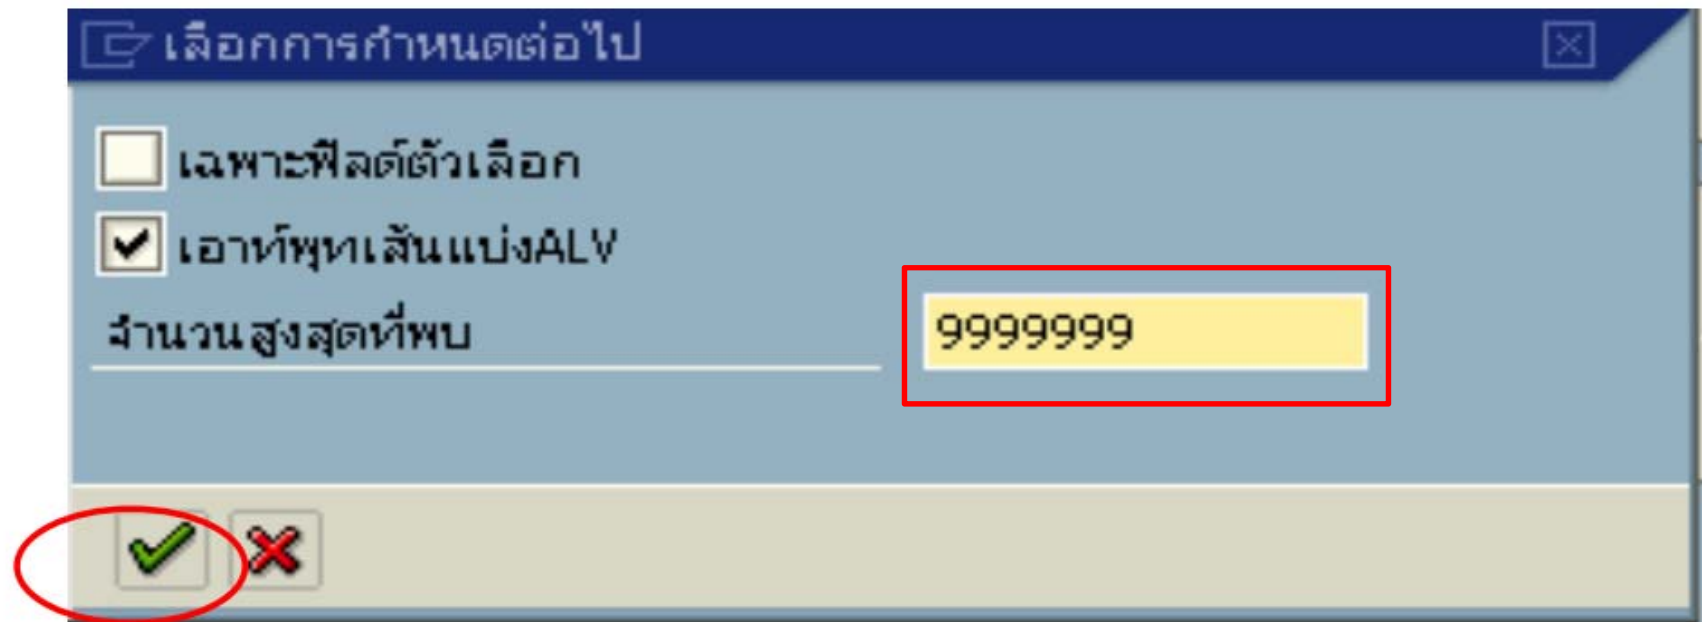 เลือกการกำหนดต่อไป
เฉพาะฟิลด์ตัวเลือก
เอาท์พุทเส้นแบ่งALV
จำนวนสูงสุดที่พบ 9999999